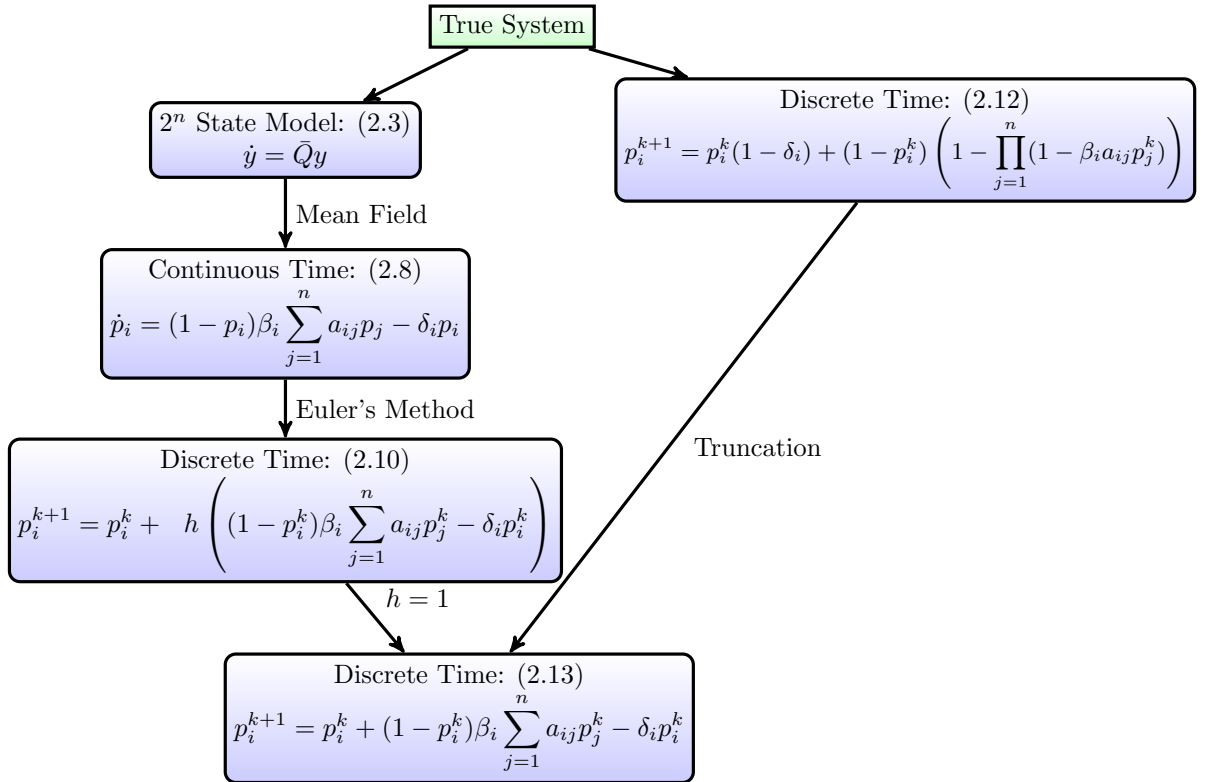 True System
2^n State Model: (2.3)
ẏ = Q̄y
Discrete Time: (2.12)
p_i^{k+1} = p_i^k(1 − δ_i) + (1 − p_i^k) (1 − ∏_{j=1}^{n} (1 − β_i a_{ij} p_j^k))
Mean Field
Continuous Time: (2.8)
ṗ_i = (1 − p_i)β_i ∑_{j=1}^{n} a_{ij} p_j − δ_i p_i
Euler's Method
Truncation
Discrete Time: (2.10)
p_i^{k+1} = p_i^k + h ((1 − p_i^k)β_i ∑_{j=1}^{n} a_{ij} p_j^k − δ_i p_i^k)
h = 1
Discrete Time: (2.13)
p_i^{k+1} = p_i^k + (1 − p_i^k)β_i ∑_{j=1}^{n} a_{ij} p_j^k − δ_i p_i^k